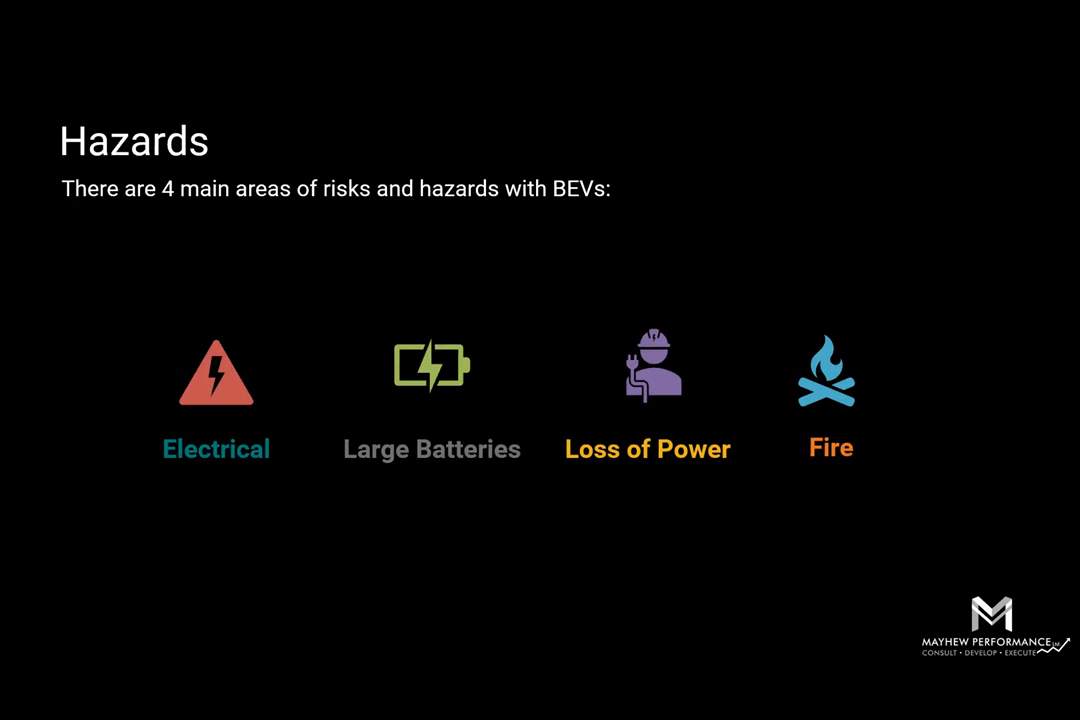 Hazards
There are 4 main areas of risks and hazards with BEVs:
Electrical
Large Batteries
Loss of Power
Fire
MAYHEW PERFORMANCE Ltd
CONSULT • DEVELOP • EXECUTE